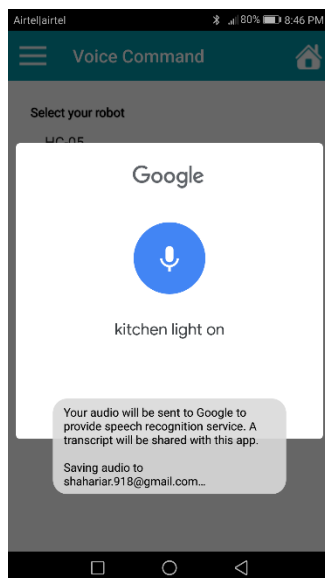 Airtel|airtel 80% 8:46 PM
Voice Command
Select your robot
HC-05
Google
kitchen light on
Your audio will be sent to Google to
provide speech recognition service. A
transcript will be shared with this app.
Saving audio to
shahariar.918@gmail.com...